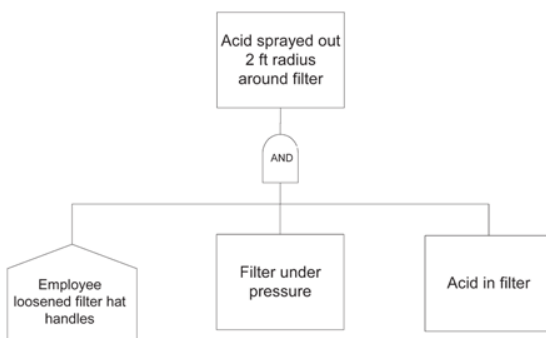 Acid sprayed out
2 ft radius
around filter
AND
Employee
loosened filter hat
handles
Filter under
pressure
Acid in filter